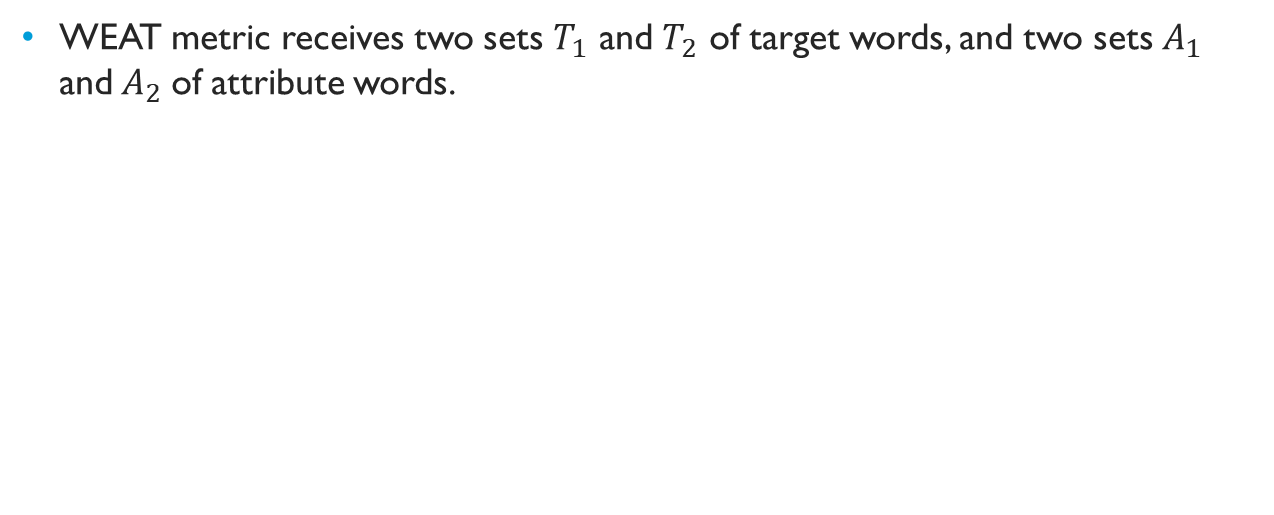 • WEAT metric receives two sets T₁ and T₂ of target words, and two sets A₁
and A₂ of attribute words.